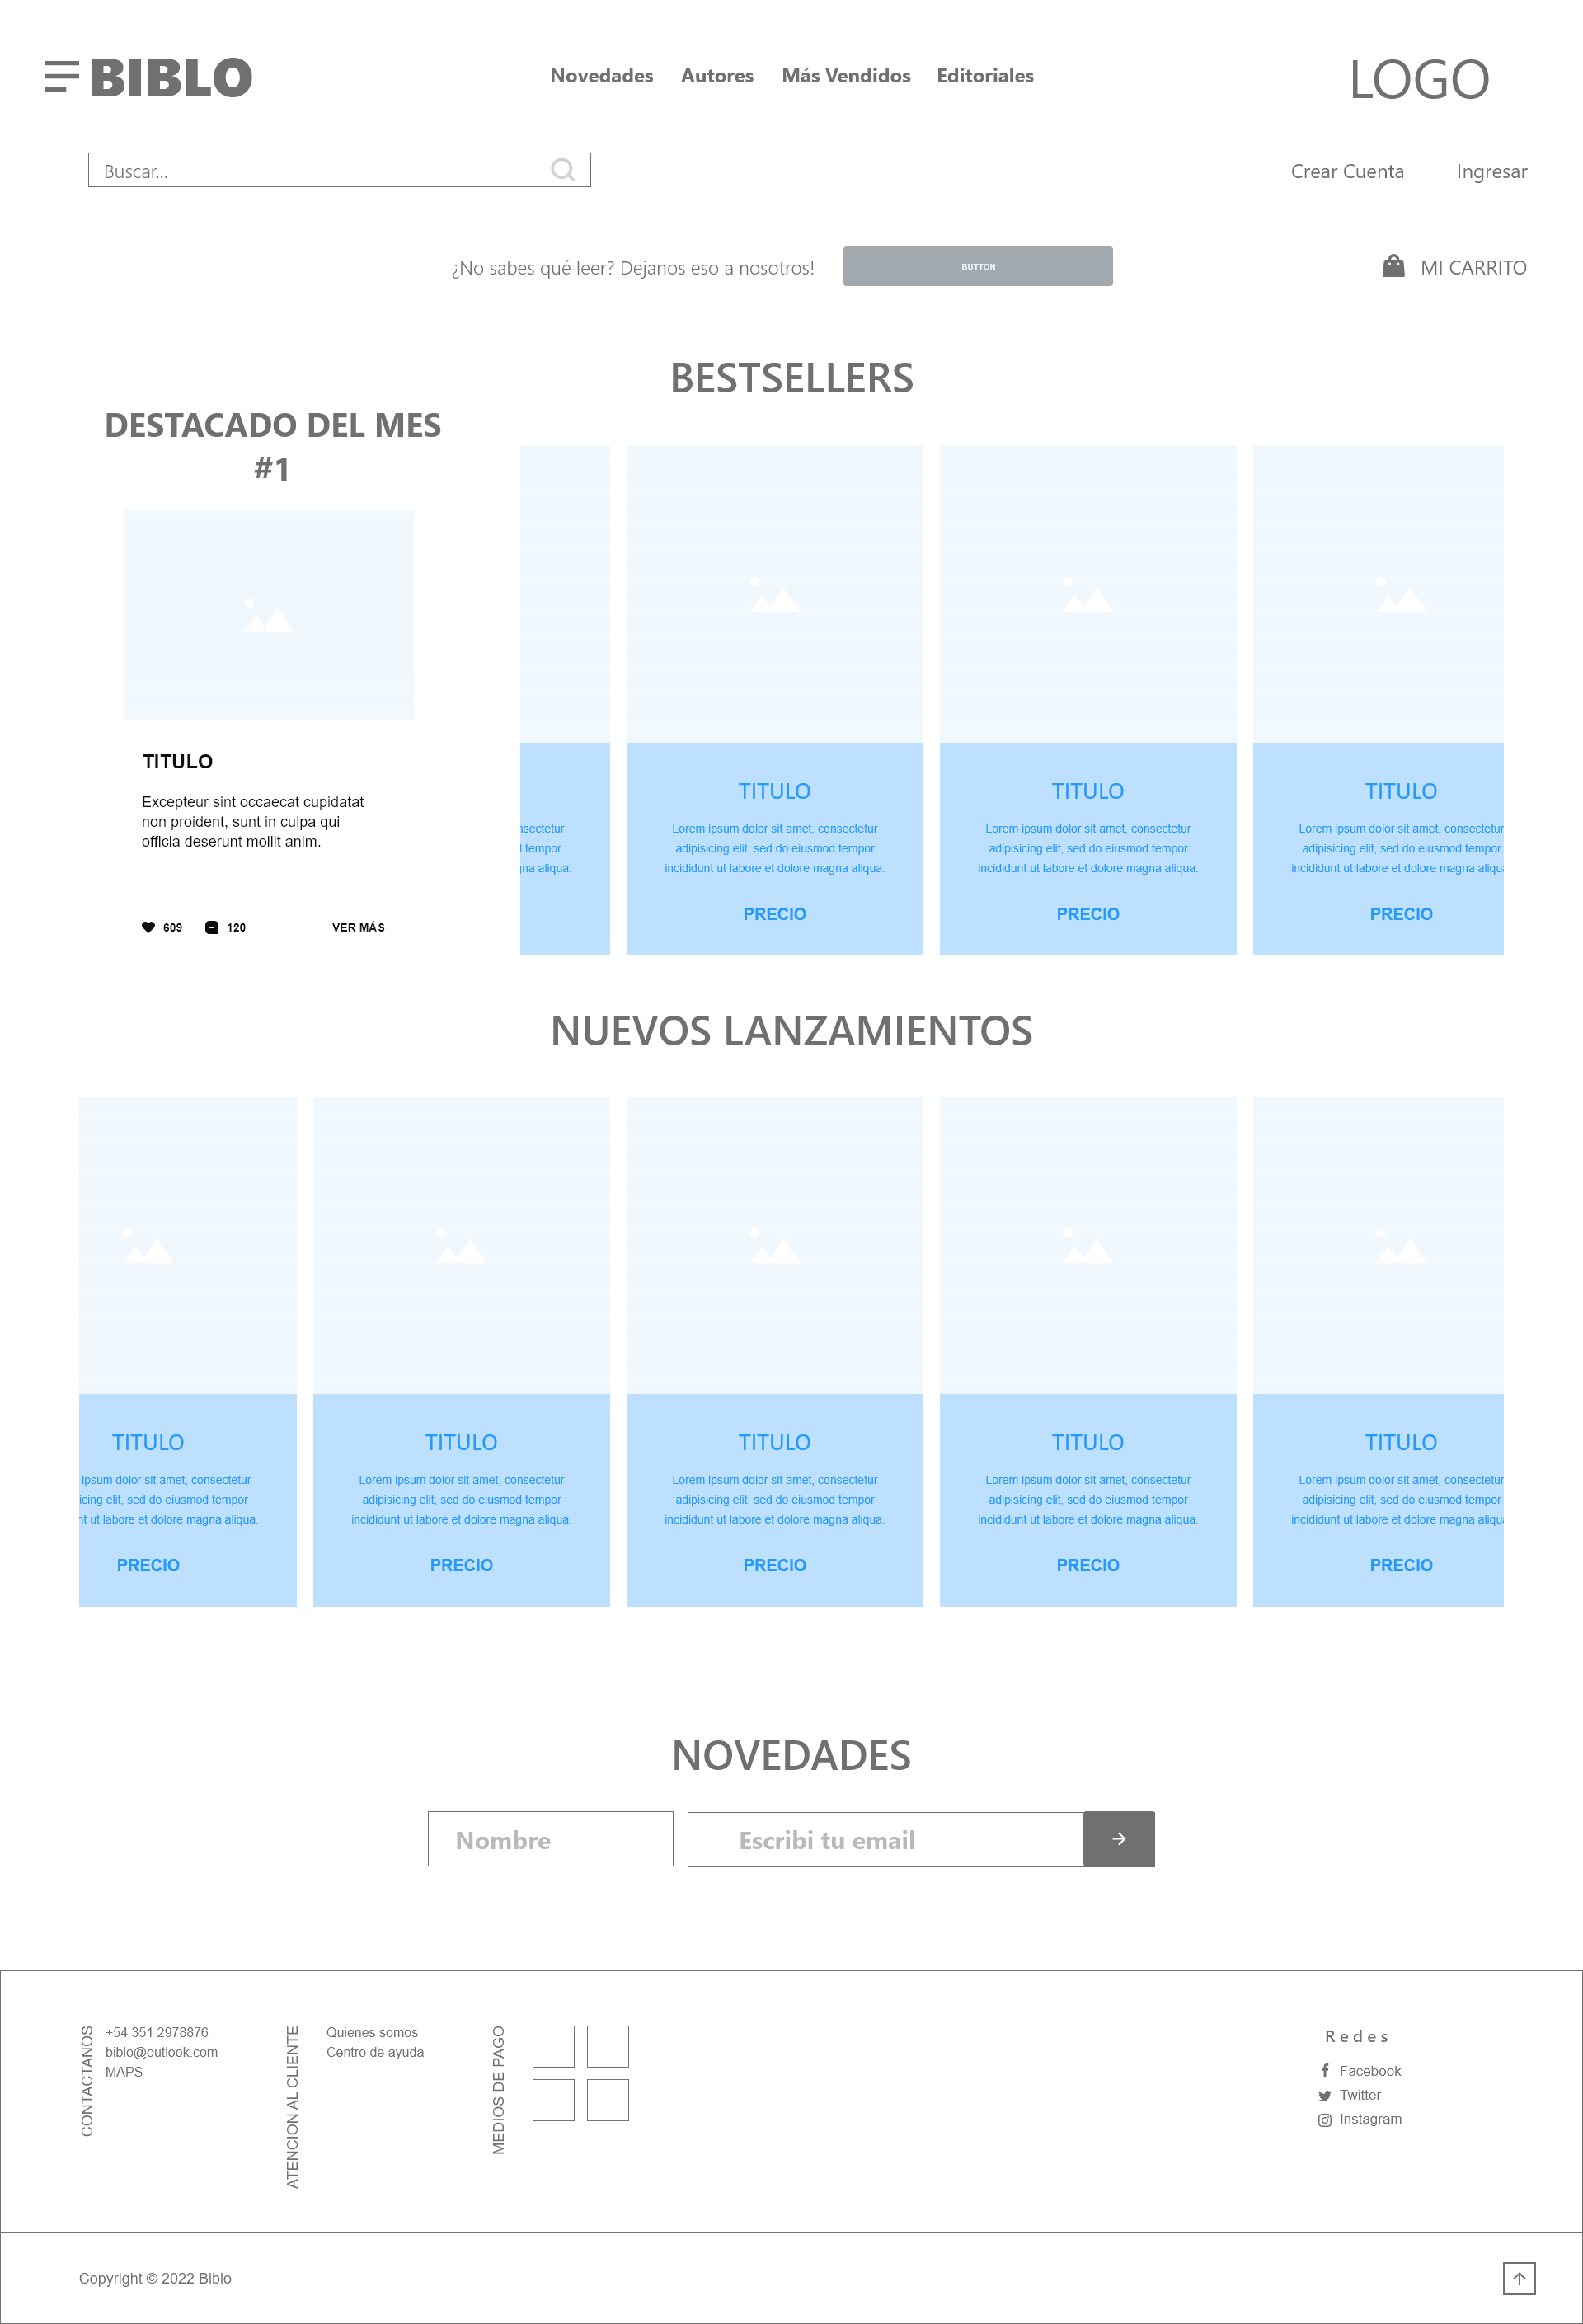 BIBLO
Novedades Autores Más Vendidos Editoriales
LOGO
Buscar...
Crear Cuenta Ingresar
¿No sabes qué leer? Dejanos eso a nosotros!
BUTTON
MI CARRITO
BESTSELLERS
DESTACADO DEL MES
#1
TITULO
Excepteur sint occaecat cupidatat
non proident, sunt in culpa qui
officia deserunt mollit anim.
609 120 VER MÁS
tempor
aliqua.
TITULO
Lorem ipsum dolor sit amet, consectetur
adipisicing elit, sed do eiusmod tempor
incididunt ut labore et dolore magna aliqua.
PRECIO
TITULO
Lorem ipsum dolor sit amet, consectetur
adipisicing elit, sed do eiusmod tempor
incididunt ut labore et dolore magna aliqua.
PRECIO
TITULO
Lorem ipsum dolor sit amet, consectetur
adipisicing elit, sed do eiusmod tempor
incididunt ut labore et dolore magna aliqua
PRECIO
NUEVOS LANZAMIENTOS
TITULO
ipsum dolor sit amet, consectetur
elit, sed do eiusmod tempor
ut labore et dolore magna aliqua.
PRECIO
TITULO
Lorem ipsum dolor sit amet, consectetur
adipisicing elit, sed do eiusmod tempor
incididunt ut labore et dolore magna aliqua.
PRECIO
TITULO
Lorem ipsum dolor sit amet, consectetur
adipisicing elit, sed do eiusmod tempor
incididunt ut labore et dolore magna aliqua.
PRECIO
TITULO
Lorem ipsum dolor sit amet, consectetur
adipisicing elit, sed do eiusmod tempor
incididunt ut labore et dolore magna aliqua.
PRECIO
TITULO
Lorem ipsum dolor sit amet, consectetur
adipisicing elit, sed do eiusmod tempor
incididunt ut labore et dolore magna aliqua
PRECIO
NOVEDADES
Nombre
Escribi tu email
CONTACTANOS
+54 351 2978876
biblo@outlook.com
MAPS
ATENCION AL CLIENTE
Quienes somos
Centro de ayuda
MEDIOS DE PAGO
Redes
Facebook
Twitter
Instagram
Copyright © 2022 Biblo